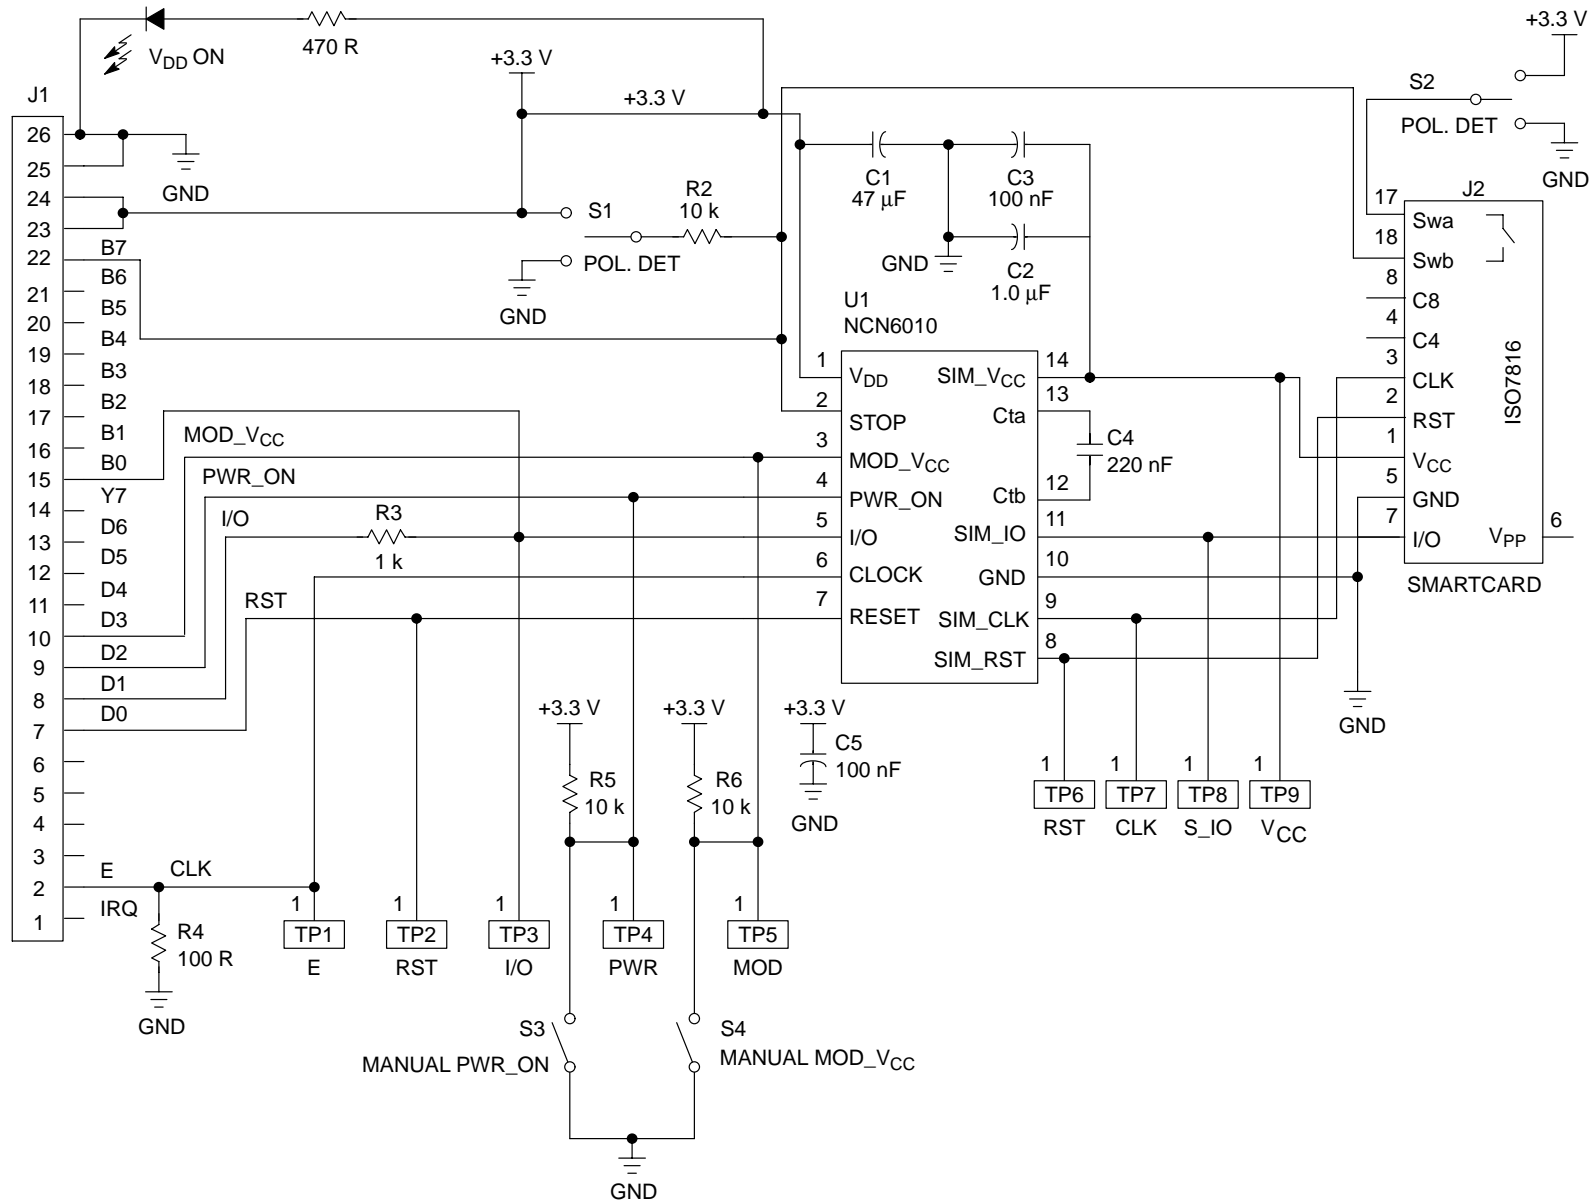 +3.3 V
470 R
V_DD ON
+3.3 V
+3.3 V
S2
POL. DET
GND
J1
26
25
24
23
22
21
20
19
18
17
16
15
14
13
12
11
10
9
8
7
6
5
4
3
2
1
GND
B7
B6
B5
B4
B3
B2
B1
B0
Y7
D6
D5
D4
D3
D2
D1
D0
E
IRQ
R2
10 k
S1
POL. DET
GND
C1
47 µF
C3
100 nF
GND
C2
1.0 µF
J2
17
Swa
18
Swb
8
C8
4
C4
3
CLK
2
RST
1
V_CC
5
GND
7
I/O
V_PP
6
ISO7816
SMARTCARD
U1
NCN6010
1
V_DD
2
STOP
3
MOD_V_CC
4
PWR_ON
5
I/O
6
CLOCK
7
RESET
14
SIM_V_CC
13
Cta
12
Ctb
11
SIM_IO
10
GND
9
SIM_CLK
8
SIM_RST
C4
220 nF
MOD_V_CC
PWR_ON
I/O
R3
1 k
RST
GND
+3.3 V
+3.3 V
+3.3 V
R5
10 k
R6
10 k
C5
100 nF
GND
1
1
1
1
TP6
TP7
TP8
TP9
RST
CLK
S_IO
V_CC
CLK
R4
100 R
GND
1
1
1
1
1
TP1
TP2
TP3
TP4
TP5
E
RST
I/O
PWR
MOD
S3
MANUAL PWR_ON
S4
MANUAL MOD_V_CC
GND